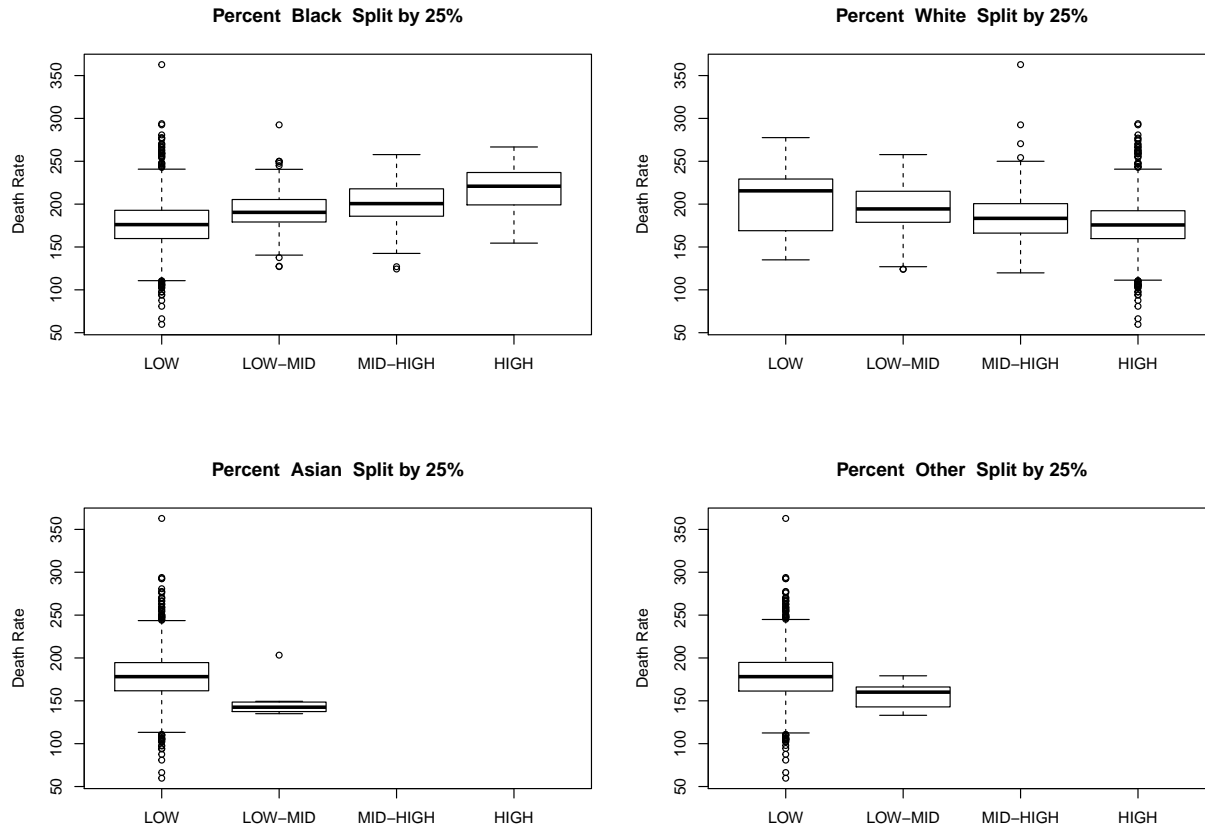 Percent Black Split by 25%
Death Rate
350
300
250
200
150
100
50
LOW
LOW−MID
MID−HIGH
HIGH
Percent White Split by 25%
Death Rate
350
300
250
200
150
100
50
LOW
LOW−MID
MID−HIGH
HIGH
Percent Asian Split by 25%
Death Rate
350
300
250
200
150
100
50
LOW
LOW−MID
MID−HIGH
HIGH
Percent Other Split by 25%
Death Rate
350
300
250
200
150
100
50
LOW
LOW−MID
MID−HIGH
HIGH